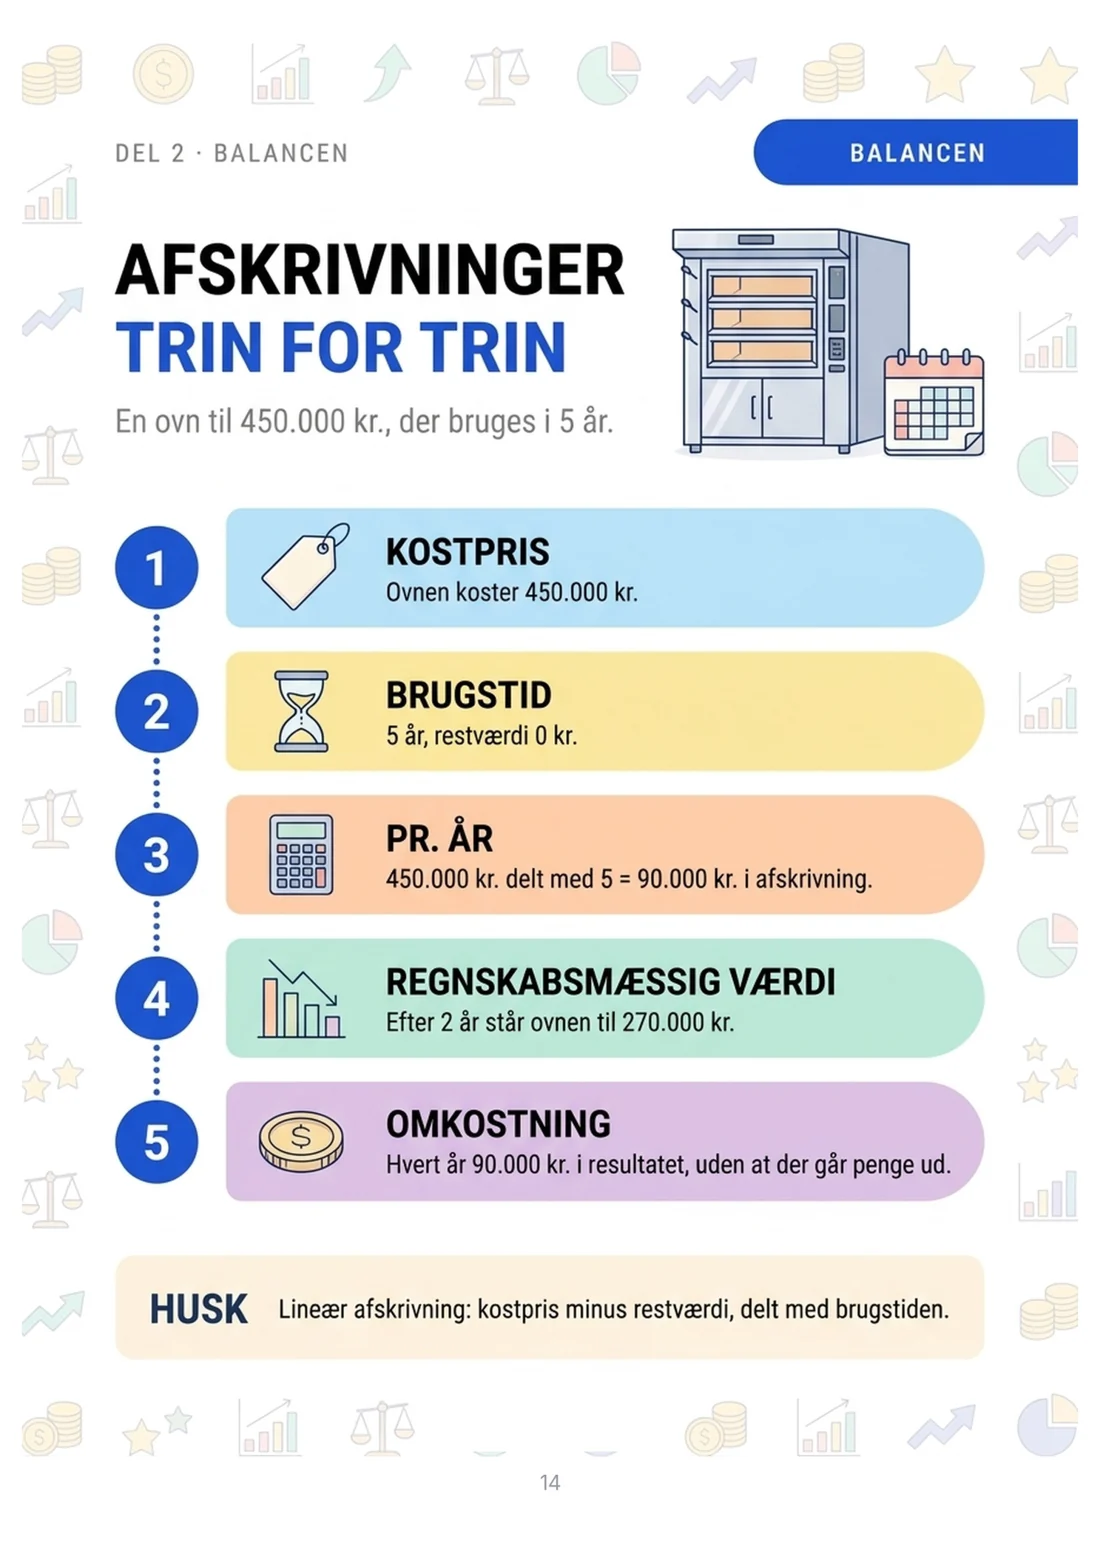 DEL 2 · BALANCEN
BALANCEN
AFSKRIVNINGER
TRIN FOR TRIN
En ovn til 450.000 kr., der bruges i 5 år.
1
KOSTPRIS
Ovnen koster 450.000 kr.
2
BRUGSTID
5 år, restværdi 0 kr.
3
PR. ÅR
450.000 kr. delt med 5 = 90.000 kr. i afskrivning.
4
REGNSKABSMÆSSIG VÆRDI
Efter 2 år står ovnen til 270.000 kr.
5
OMKOSTNING
Hvert år 90.000 kr. i resultatet, uden at der går penge ud.
HUSK
Lineær afskrivning: kostpris minus restværdi, delt med brugstiden.
14